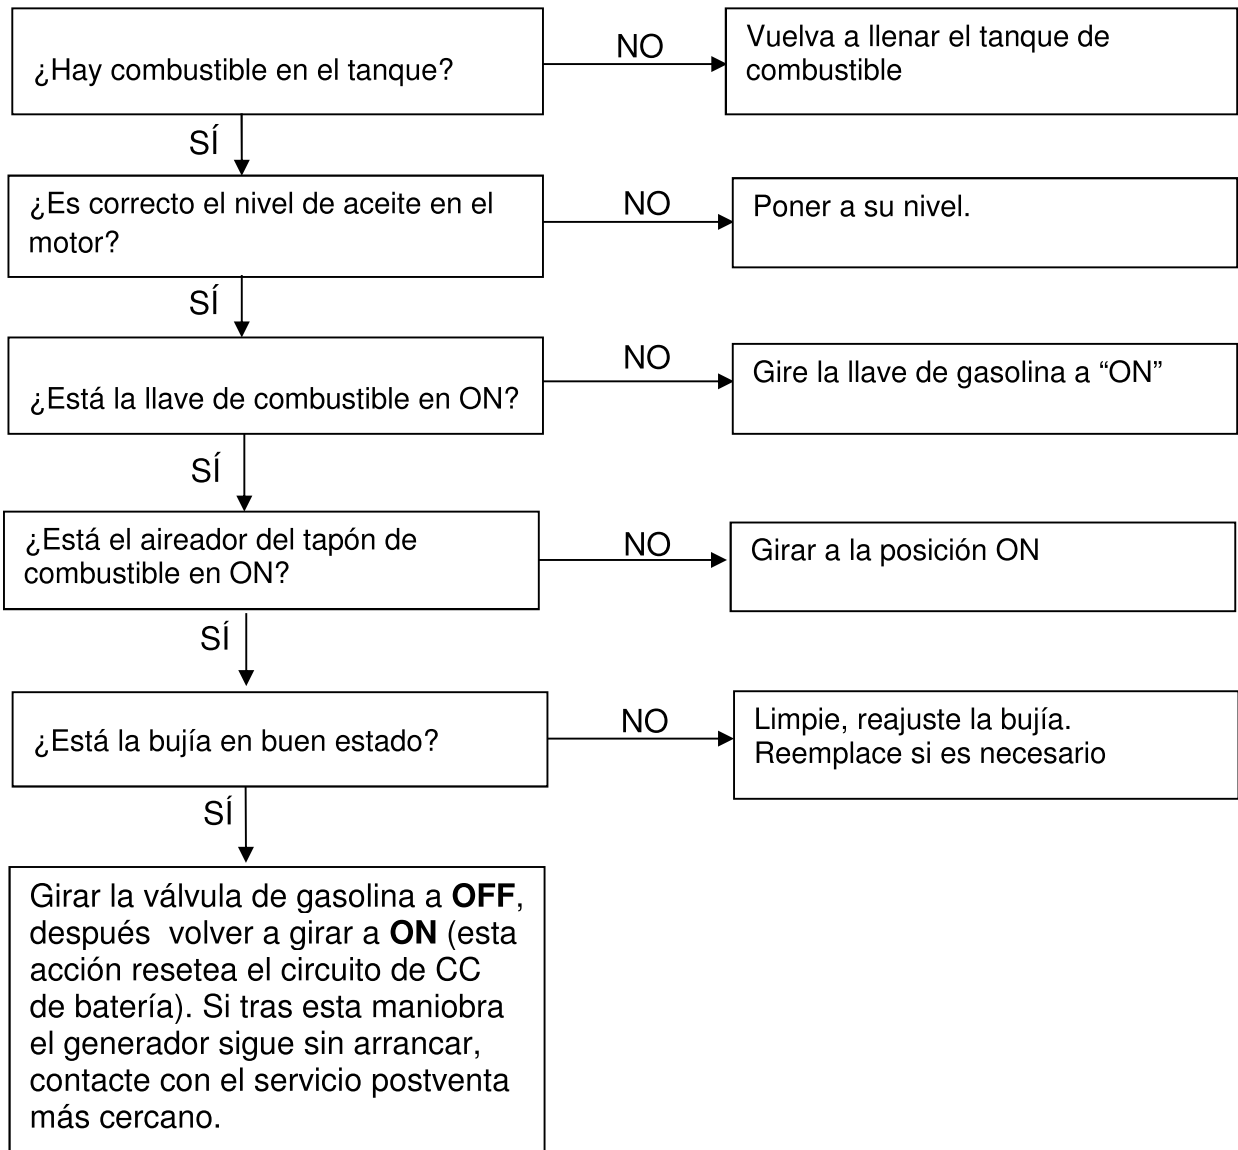 ¿Hay combustible en el tanque?
NO
Vuelva a llenar el tanque de
combustible
SÍ
¿Es correcto el nivel de aceite en el
motor?
NO
Poner a su nivel.
SÍ
¿Está la llave de combustible en ON?
NO
Gire la llave de gasolina a “ON”
SÍ
¿Está el aireador del tapón de
combustible en ON?
NO
Girar a la posición ON
SÍ
¿Está la bujía en buen estado?
NO
Limpie, reajuste la bujía.
Reemplace si es necesario
SÍ
Girar la válvula de gasolina a OFF,
después  volver a girar a ON (esta
acción resetea el circuito de CC
de batería). Si tras esta maniobra
el generador sigue sin arrancar,
contacte con el servicio postventa
más cercano.